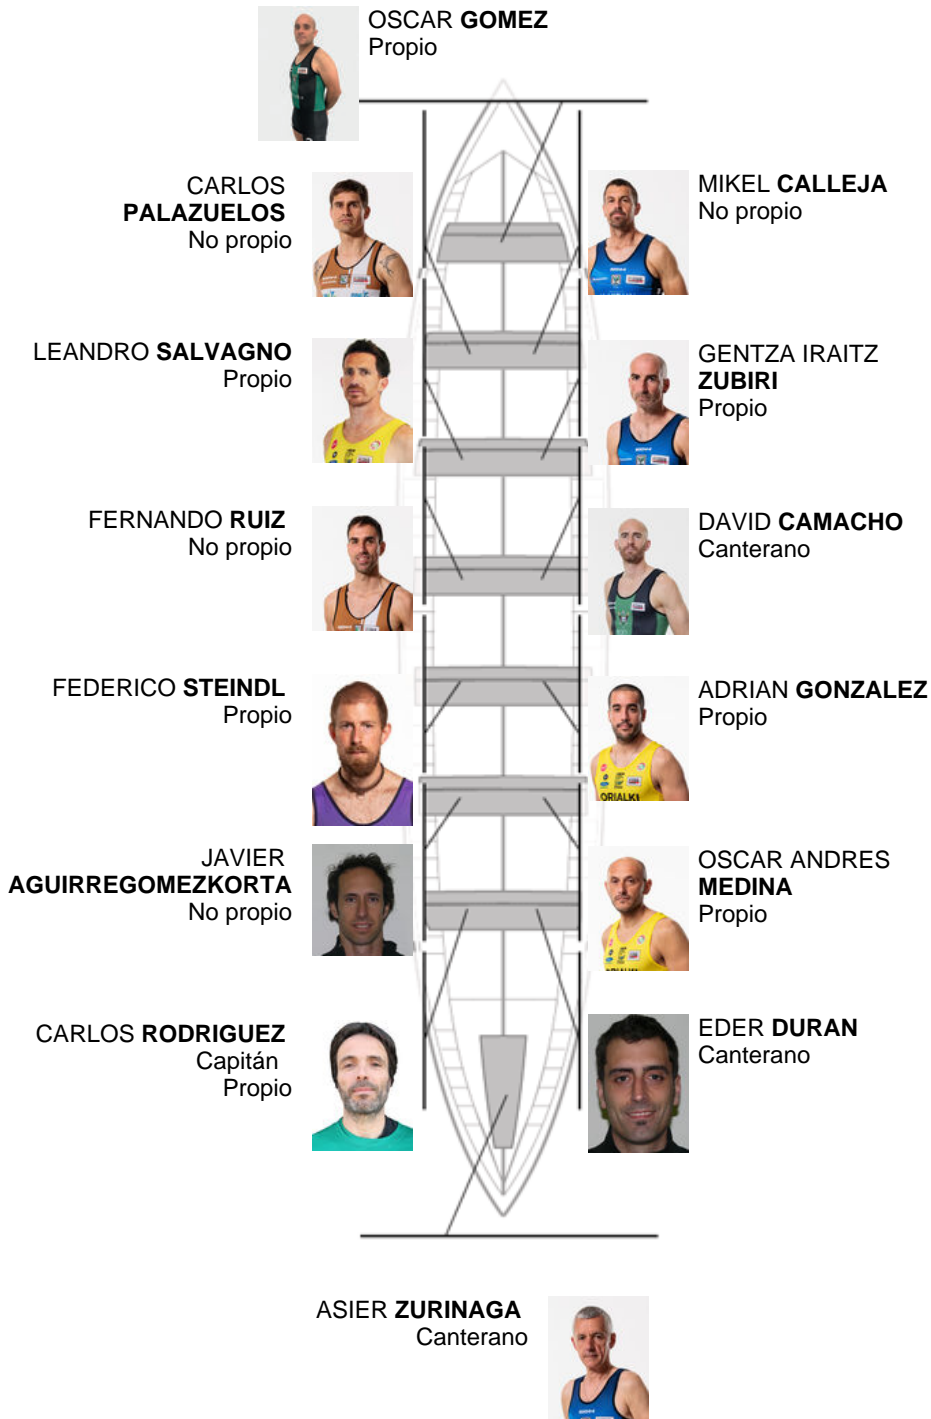 OSCAR GOMEZ
Propio
CARLOS
PALAZUELOS
No propio
MIKEL CALLEJA
No propio
LEANDRO SALVAGNO
Propio
GENTZA IRAITZ
ZUBIRI
Propio
FERNANDO RUIZ
No propio
DAVID CAMACHO
Canterano
FEDERICO STEINDL
Propio
ADRIAN GONZALEZ
Propio
ORIALKI
JAVIER
AGUIRREGOMEZKORTA
No propio
OSCAR ANDRES
MEDINA
Propio
CARLOS RODRIGUEZ
Capitán
Propio
EDER DURAN
Canterano
ASIER ZURINAGA
Canterano